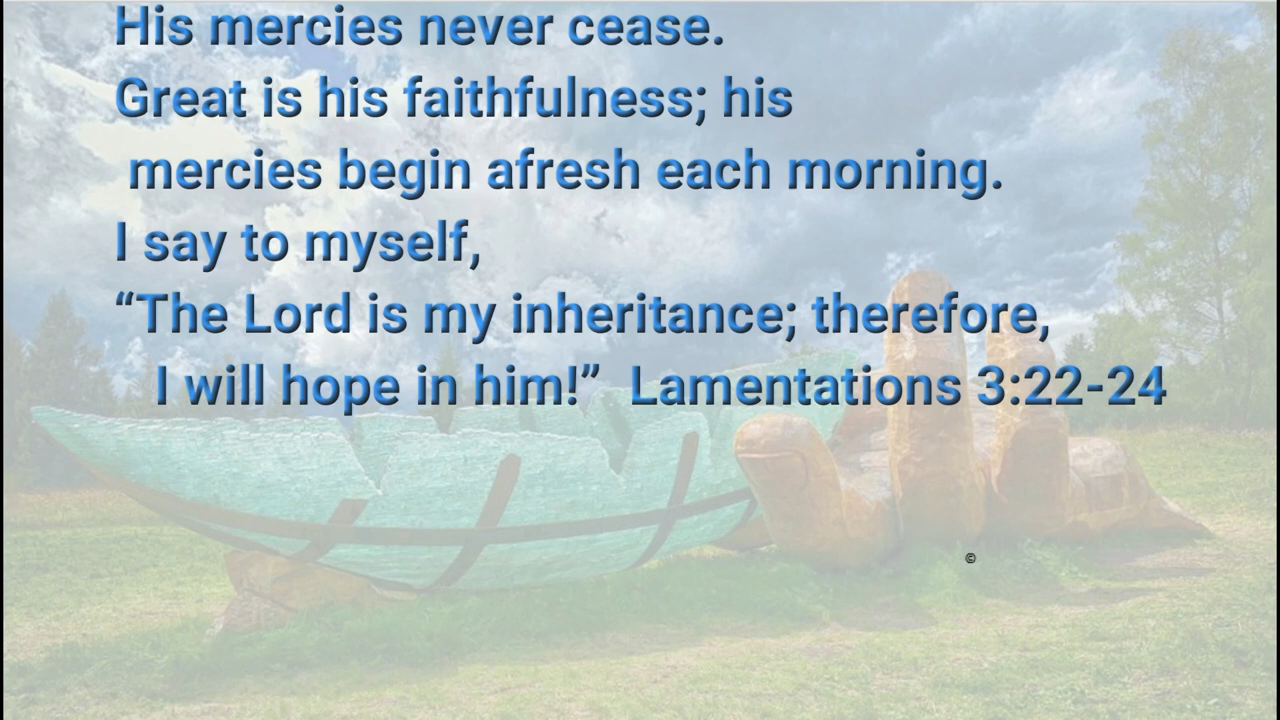 His mercies never cease.
Great is his faithfulness; his
mercies begin afresh each morning.
I say to myself,
“The Lord is my inheritance; therefore,
I will hope in him!” Lamentations 3:22-24
©